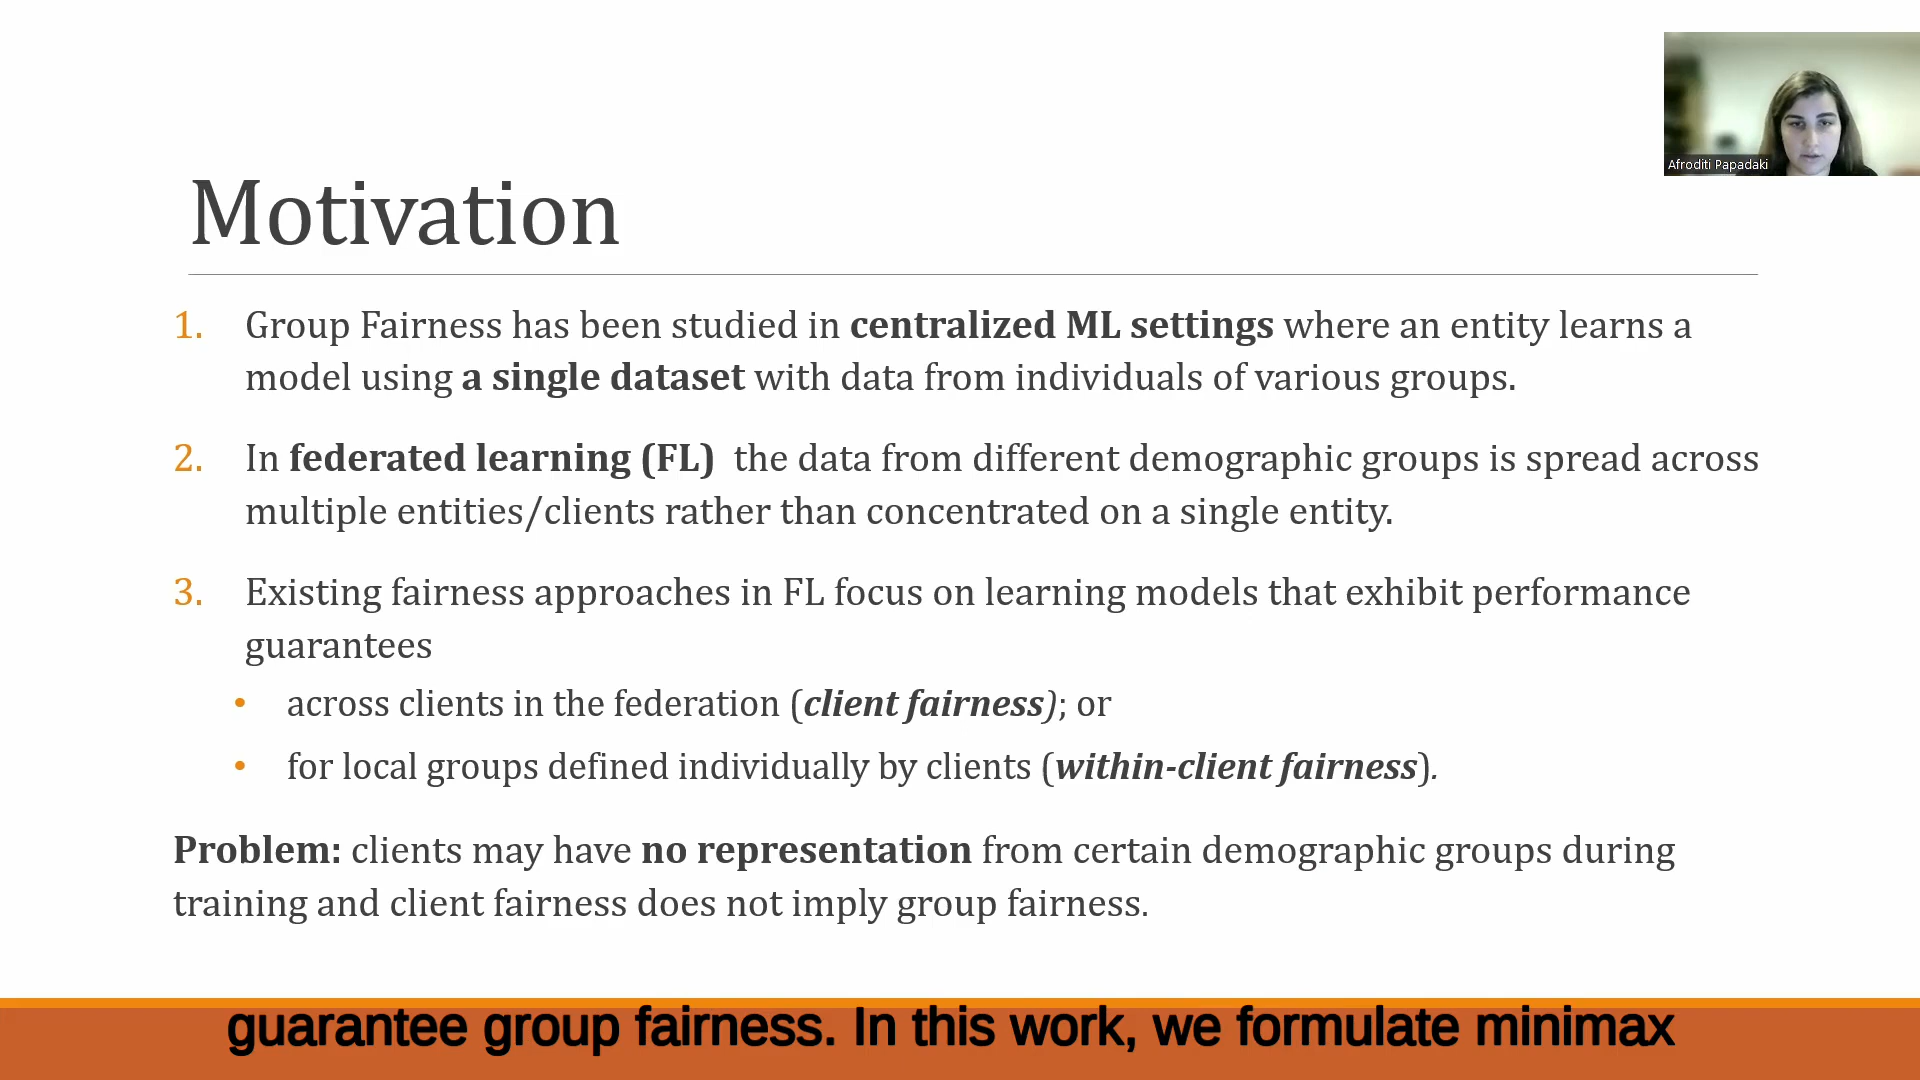 Afroditi Papadaki
Motivation
1. Group Fairness has been studied in centralized ML settings where an entity learns a
model using a single dataset with data from individuals of various groups.
2. In federated learning (FL) the data from different demographic groups is spread across
multiple entities/clients rather than concentrated on a single entity.
3. Existing fairness approaches in FL focus on learning models that exhibit performance
guarantees
• across clients in the federation (client fairness); or
• for local groups defined individually by clients (within-client fairness).
Problem: clients may have no representation from certain demographic groups during
training and client fairness does not imply group fairness.
guarantee group fairness. In this work, we formulate minimax